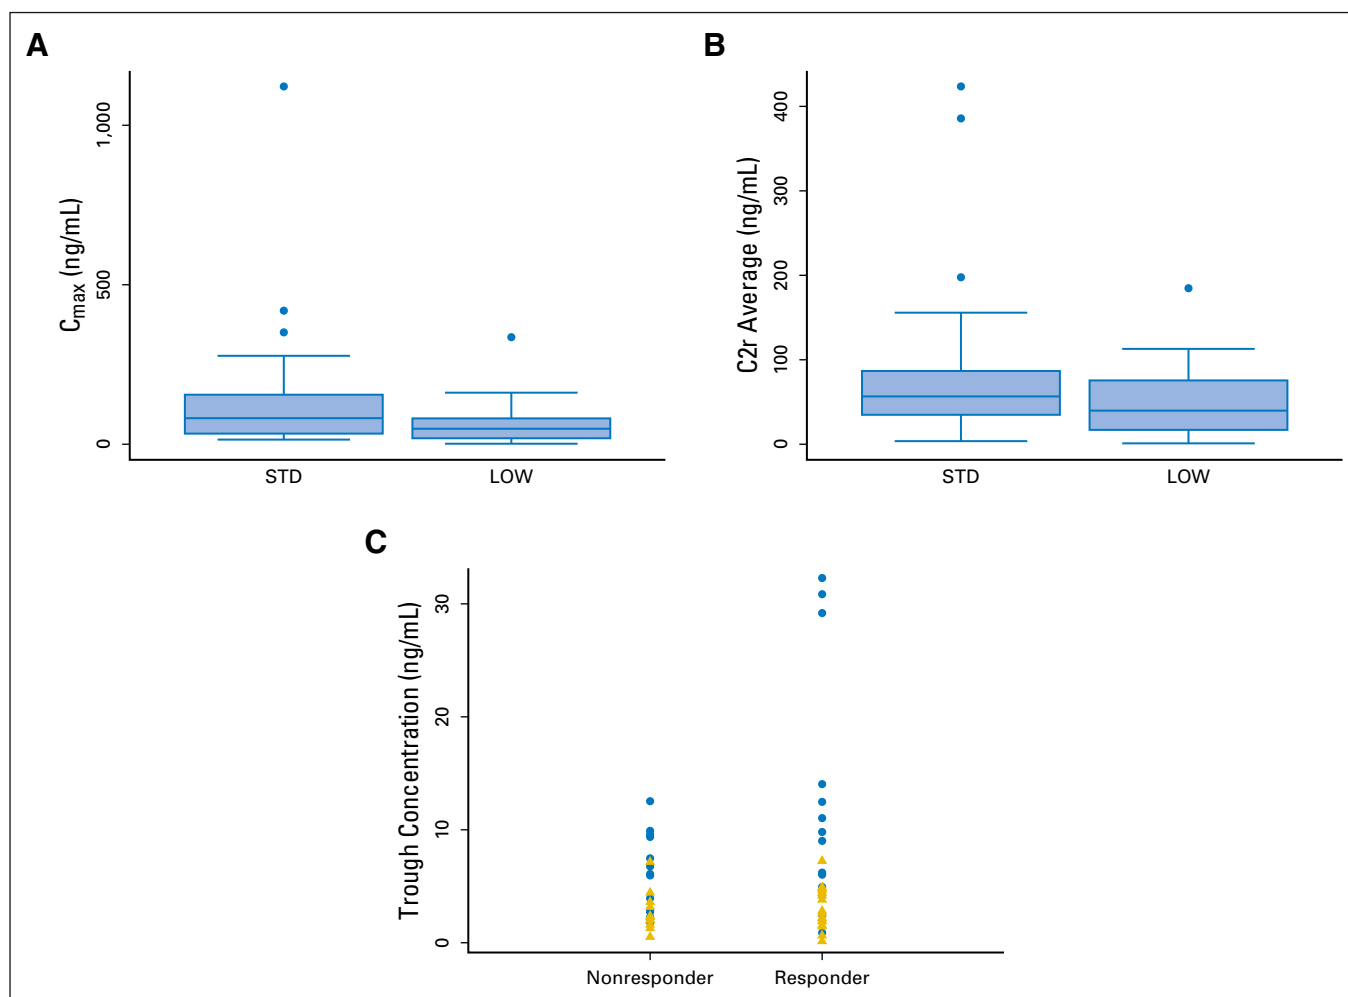 A
Cmax (ng/mL)
1,000
500
0
STD
LOW
B
C2r Average (ng/mL)
400
300
200
100
0
STD
LOW
C
Trough Concentration (ng/mL)
30
20
10
0
Nonresponder
Responder